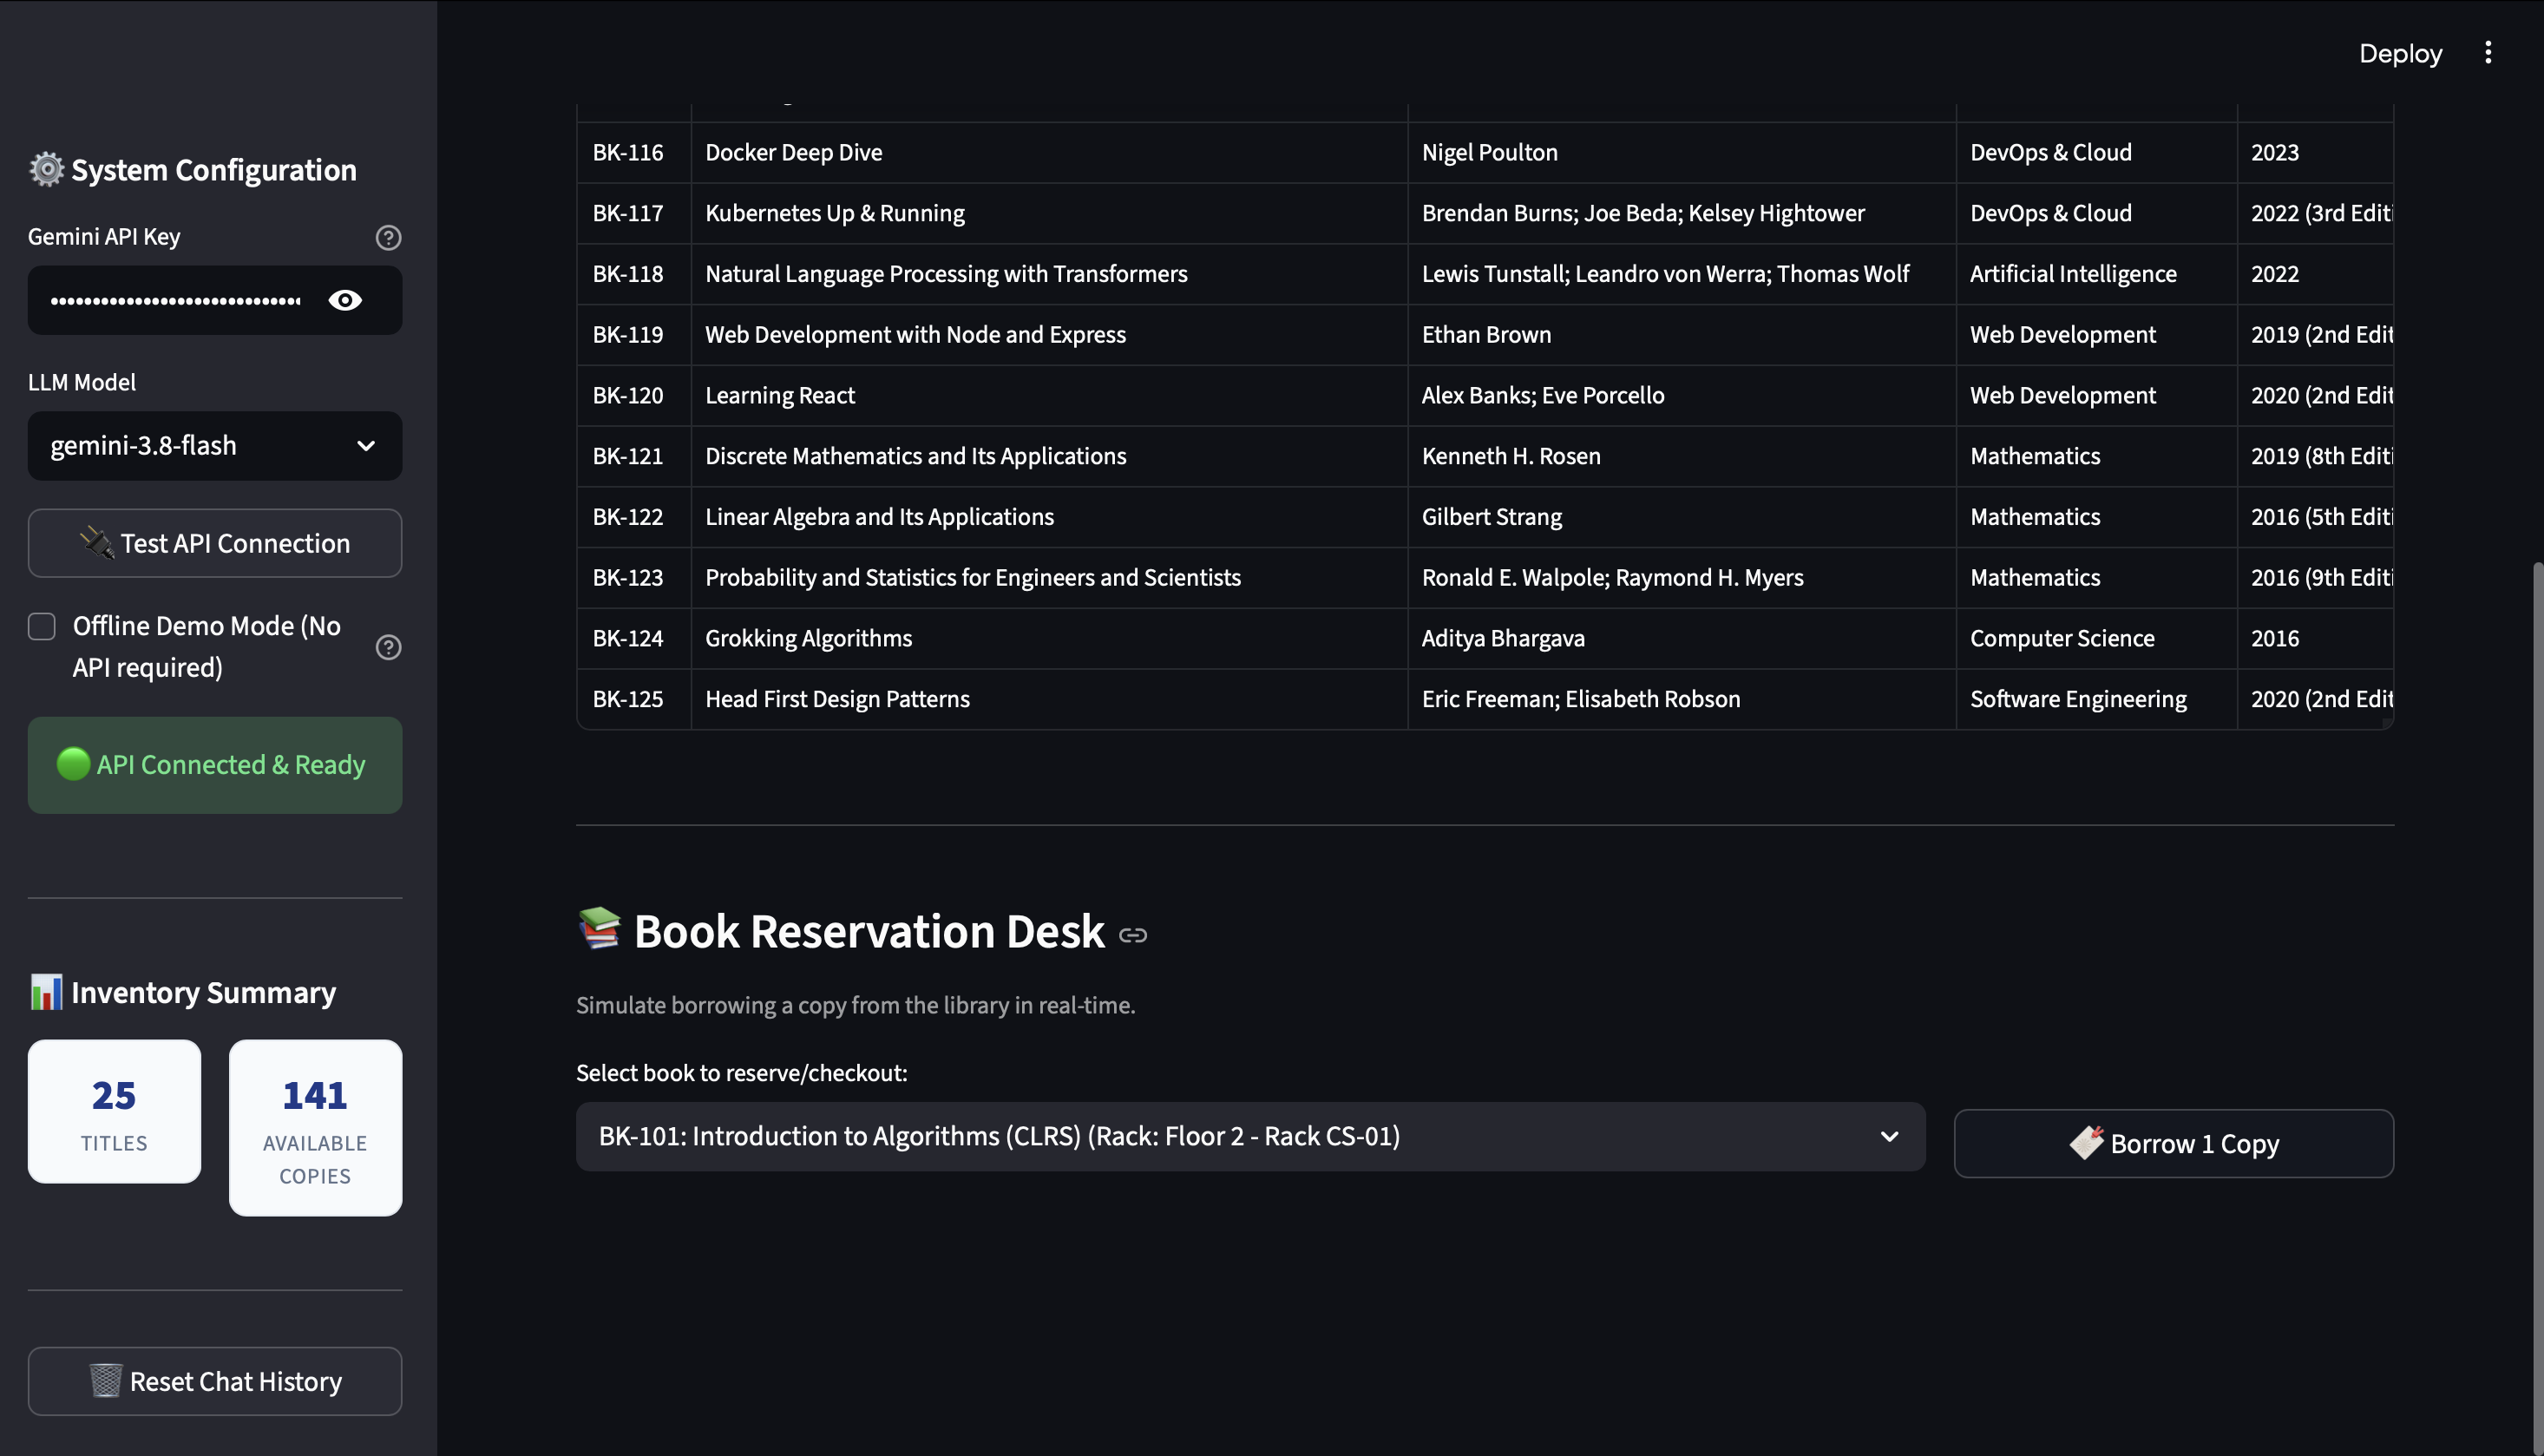 Deploy
System Configuration
Gemini API Key
LLM Model
gemini-3.8-flash
Test API Connection
Offline Demo Mode (No
API required)
API Connected & Ready
Inventory Summary
25
TITLES
141
AVAILABLE
COPIES
Reset Chat History
BK-116 Docker Deep Dive Nigel Poulton DevOps & Cloud 2023
BK-117 Kubernetes Up & Running Brendan Burns; Joe Beda; Kelsey Hightower DevOps & Cloud 2022 (3rd Editi
BK-118 Natural Language Processing with Transformers Lewis Tunstall; Leandro von Werra; Thomas Wolf Artificial Intelligence 2022
BK-119 Web Development with Node and Express Ethan Brown Web Development 2019 (2nd Edit
BK-120 Learning React Alex Banks; Eve Porcello Web Development 2020 (2nd Edit
BK-121 Discrete Mathematics and Its Applications Kenneth H. Rosen Mathematics 2019 (8th Editi
BK-122 Linear Algebra and Its Applications Gilbert Strang Mathematics 2016 (5th Editi
BK-123 Probability and Statistics for Engineers and Scientists Ronald E. Walpole; Raymond H. Myers Mathematics 2016 (9th Editi
BK-124 Grokking Algorithms Aditya Bhargava Computer Science 2016
BK-125 Head First Design Patterns Eric Freeman; Elisabeth Robson Software Engineering 2020 (2nd Edit
Book Reservation Desk
Simulate borrowing a copy from the library in real-time.
Select book to reserve/checkout:
BK-101: Introduction to Algorithms (CLRS) (Rack: Floor 2 - Rack CS-01)
Borrow 1 Copy